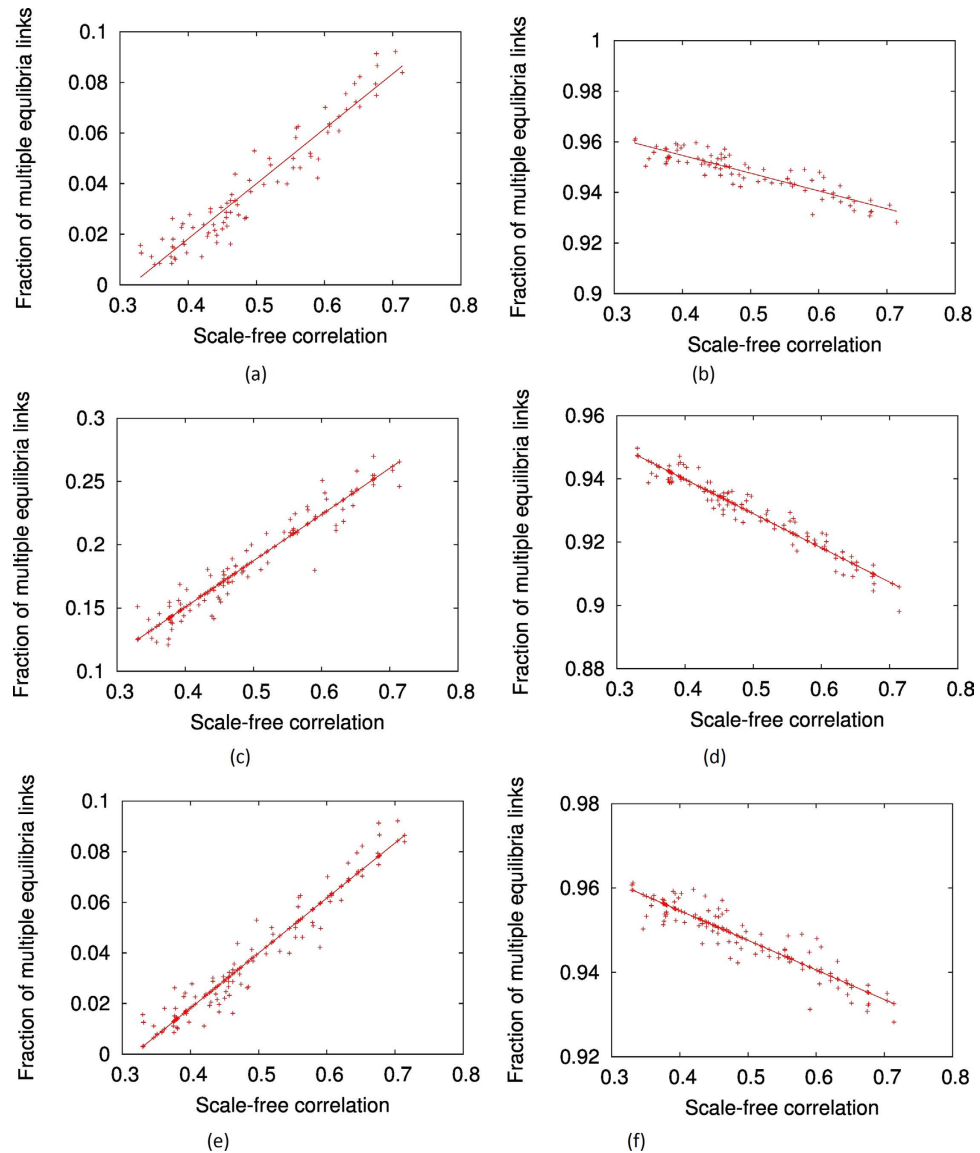 Fraction of multiple equlibria links
0.1
0.08
0.06
0.04
0.02
0
0.3 0.4 0.5 0.6 0.7 0.8
Scale-free correlation
(a)
Fraction of multiple equlibria links
1
0.98
0.96
0.94
0.92
0.9
0.3 0.4 0.5 0.6 0.7 0.8
Scale-free correlation
(b)
Fraction of multiple equilibria links
0.3
0.25
0.2
0.15
0.1
0.3 0.4 0.5 0.6 0.7 0.8
Scale-free correlation
(c)
Fraction of multiple equilibria links
0.96
0.94
0.92
0.9
0.88
0.3 0.4 0.5 0.6 0.7 0.8
Scale-free correlation
(d)
Fraction of multiple equilibria links
0.1
0.08
0.06
0.04
0.02
0
0.3 0.4 0.5 0.6 0.7 0.8
Scale-free correlation
(e)
Fraction of multiple equilibria links
0.98
0.96
0.94
0.92
0.3 0.4 0.5 0.6 0.7 0.8
Scale-free correlation
(f)